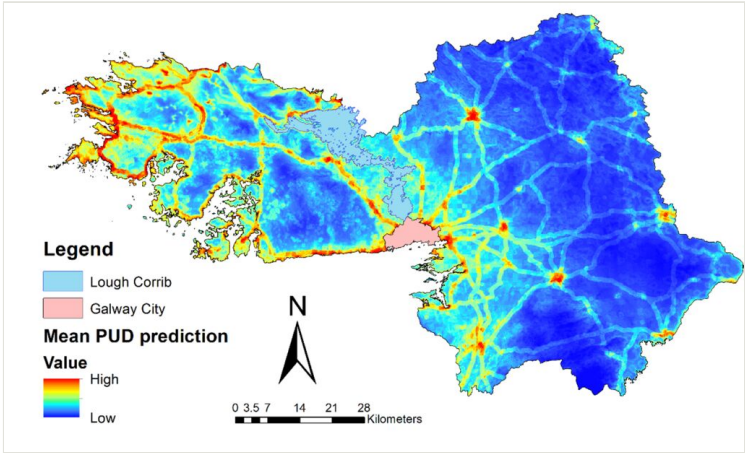 Legend
Lough Corrib
Galway City
Mean PUD prediction
Value
High
Low
N
0 3.5 7 14 21 28
Kilometers